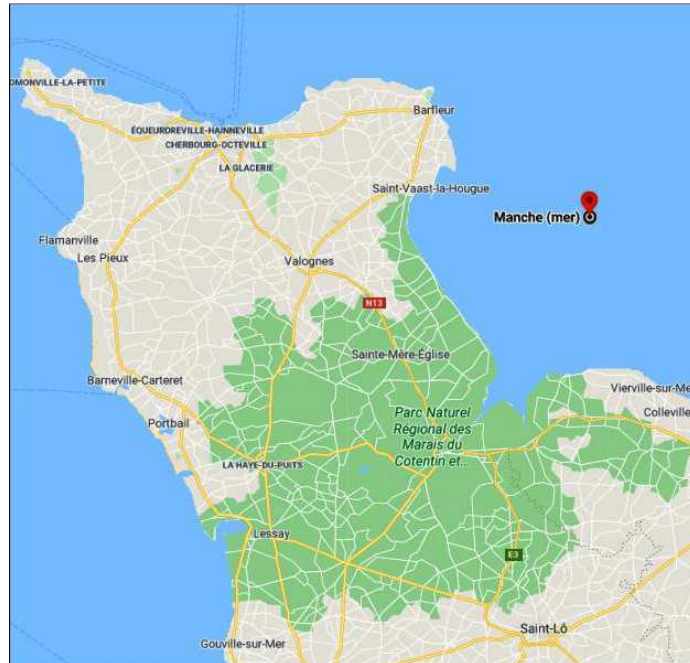 OMONVILLE-LA-PETITE
Barfleur
ÉQUEURDREVILLE-HAINNEVILLE
CHERBOURG-OCTEVILLE
LA GLACERIE
Saint-Vaast-la-Hougue
Manche (mer)
Flamanville
Les Pieux
Valognes
N13
Sainte-Mère-Église
Barneville-Carteret
Vierville-sur-Me
Colleville
Portbail
Parc Naturel
Régional des
Marais du
Cotentin et...
LA HAYE-DU-PUITS
Lessay
E3
Saint-Lô
Gouville-sur-Mer